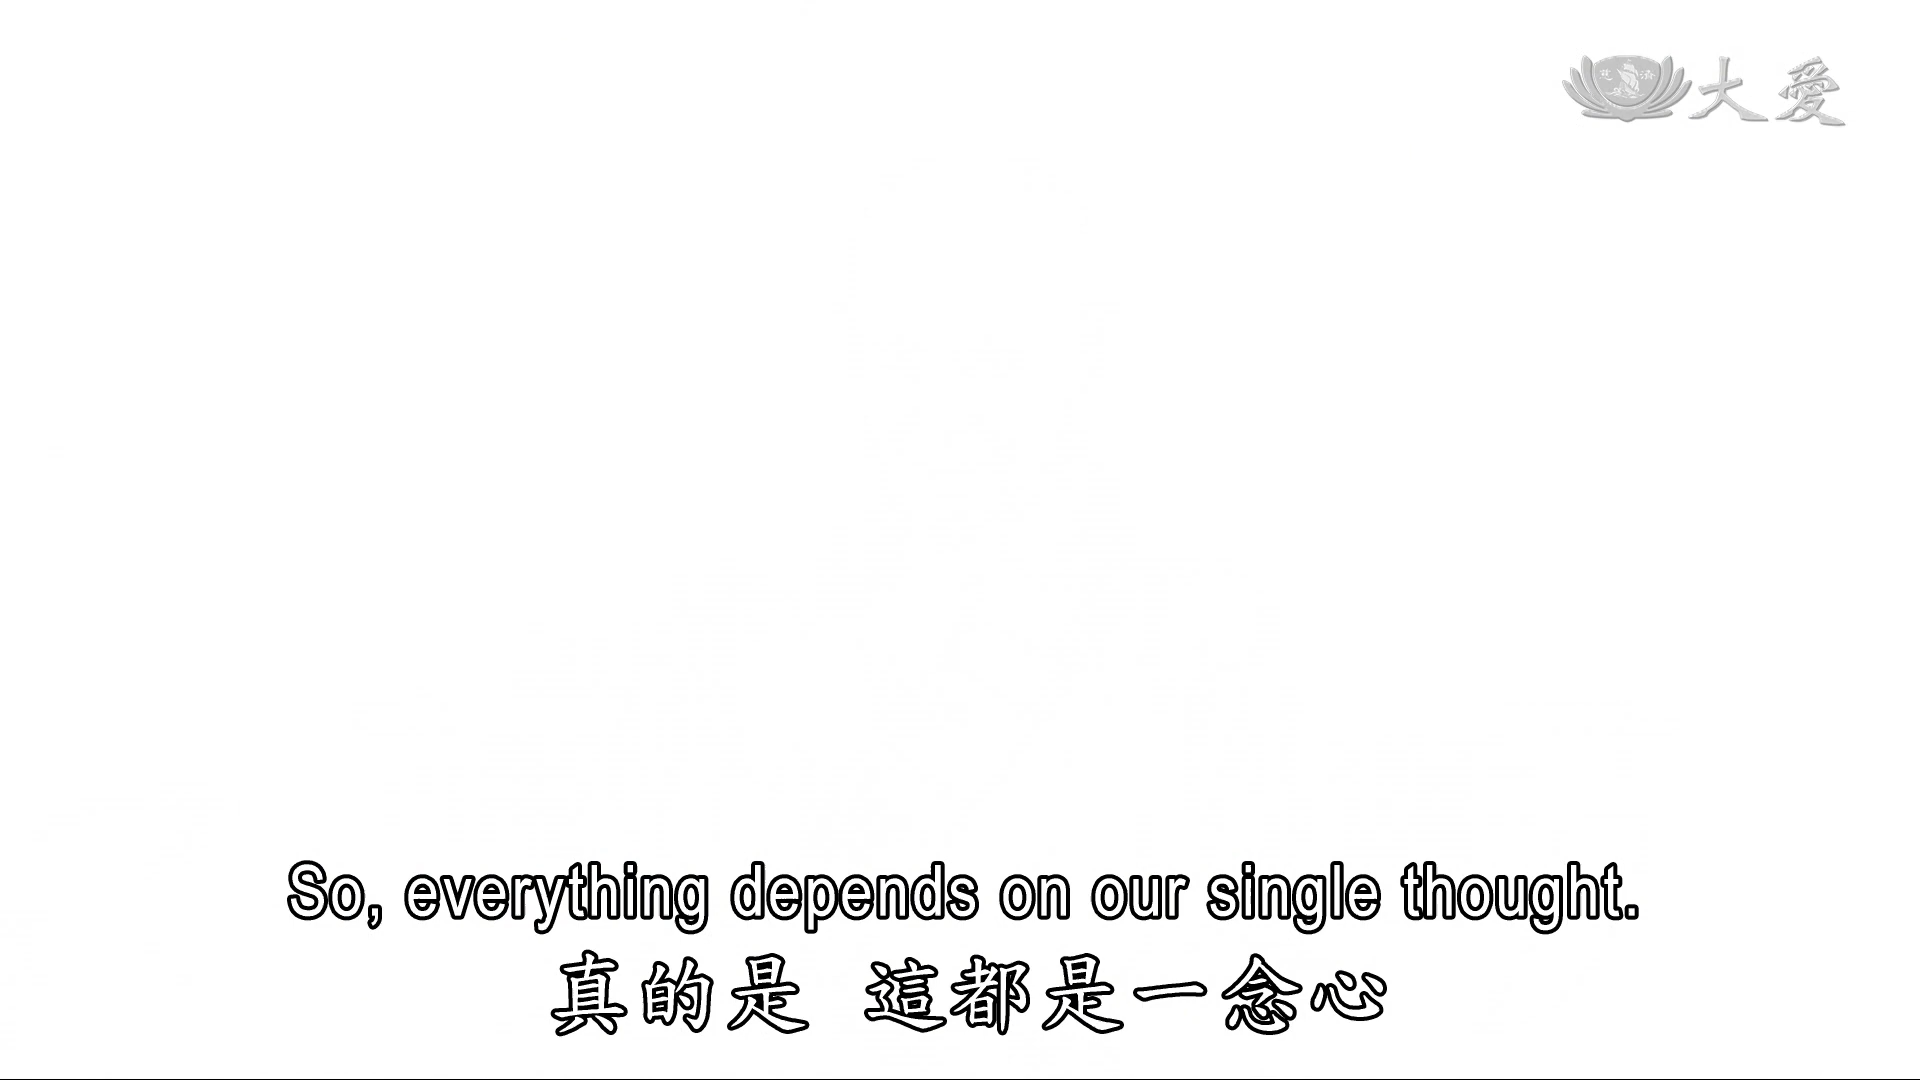 大愛
So, everything depends on our single thought.
真的是 這都是一念心